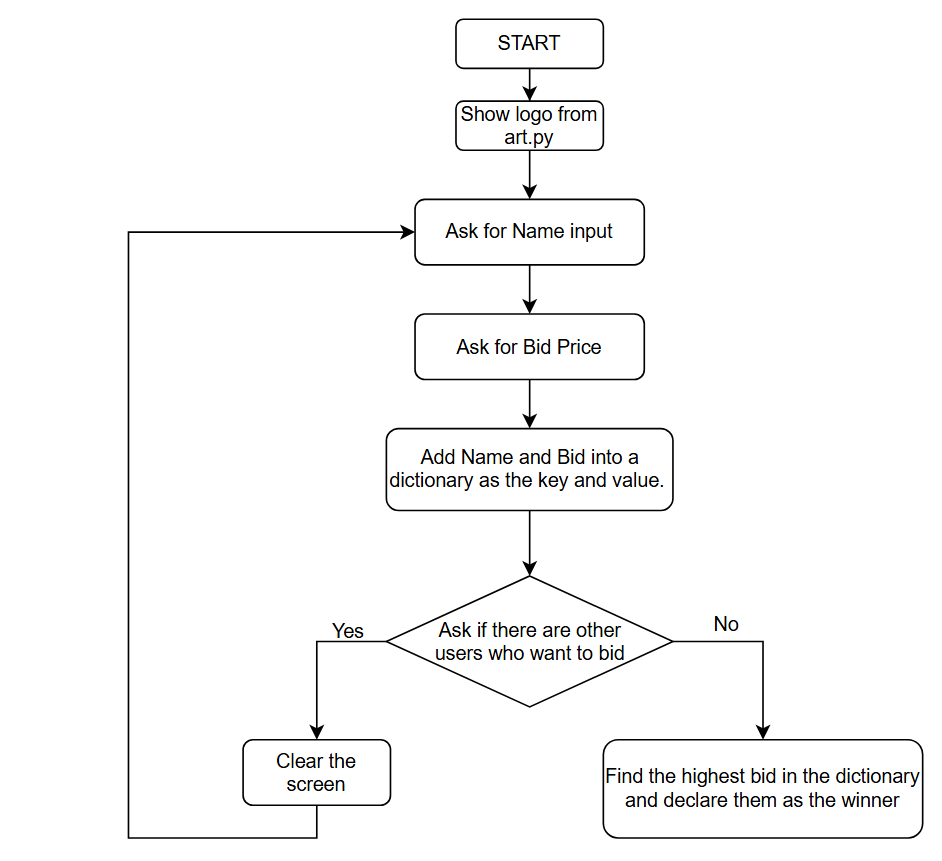 START
Show logo from
art.py
Ask for Name input
Ask for Bid Price
Add Name and Bid into a
dictionary as the key and value.
Ask if there are other
users who want to bid
Yes
No
Clear the
screen
Find the highest bid in the dictionary
and declare them as the winner